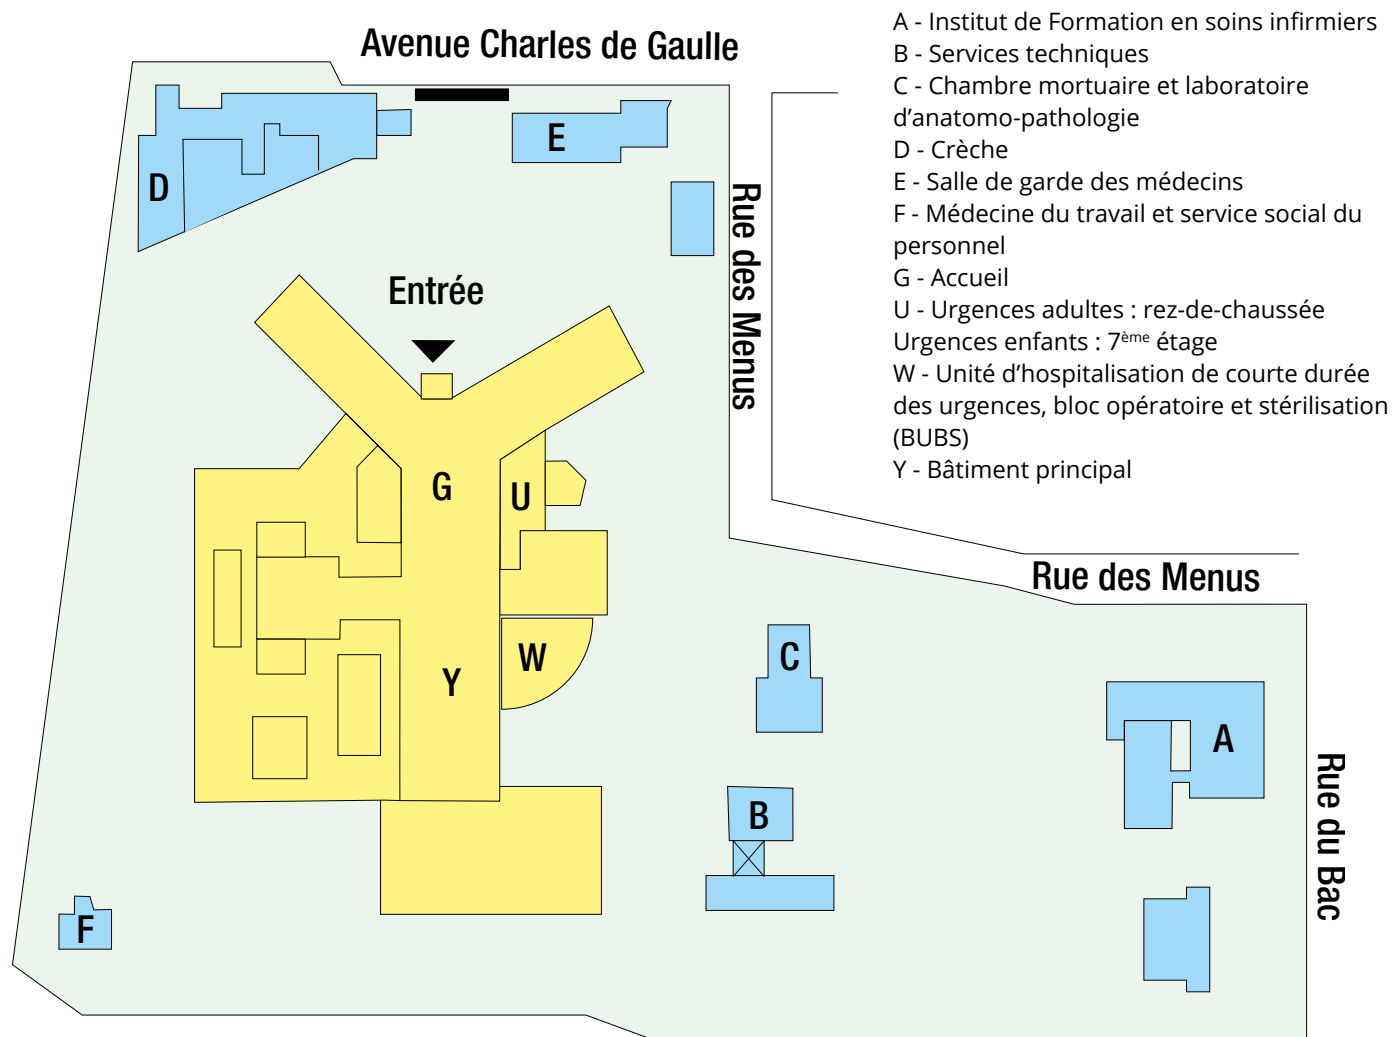 Avenue Charles de Gaulle
A - Institut de Formation en soins infirmiers
B - Services techniques
C - Chambre mortuaire et laboratoire
d’anatomo-pathologie
D - Crèche
E - Salle de garde des médecins
F - Médecine du travail et service social du
personnel
G - Accueil
U - Urgences adultes : rez-de-chaussée
Urgences enfants : 7ème étage
W - Unité d’hospitalisation de courte durée
des urgences, bloc opératoire et stérilisation
(BUBS)
Y - Bâtiment principal
E
D
Rue des Menus
Entrée
G
U
Rue des Menus
W
C
Y
A
B
Rue du Bac
F